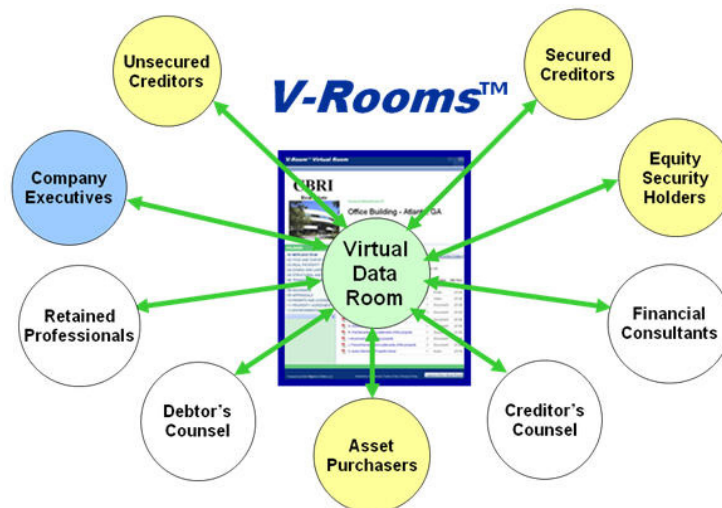 Unsecured
Creditors
Secured
Creditors
V-Rooms™
Company
Executives
Equity
Security
Holders
V-Room™ Virtual Room
CBRI
Office Building - Atlanta, GA
Virtual
Data
Room
Retained
Professionals
Financial
Consultants
Debtor's
Counsel
Creditor's
Counsel
Asset
Purchasers